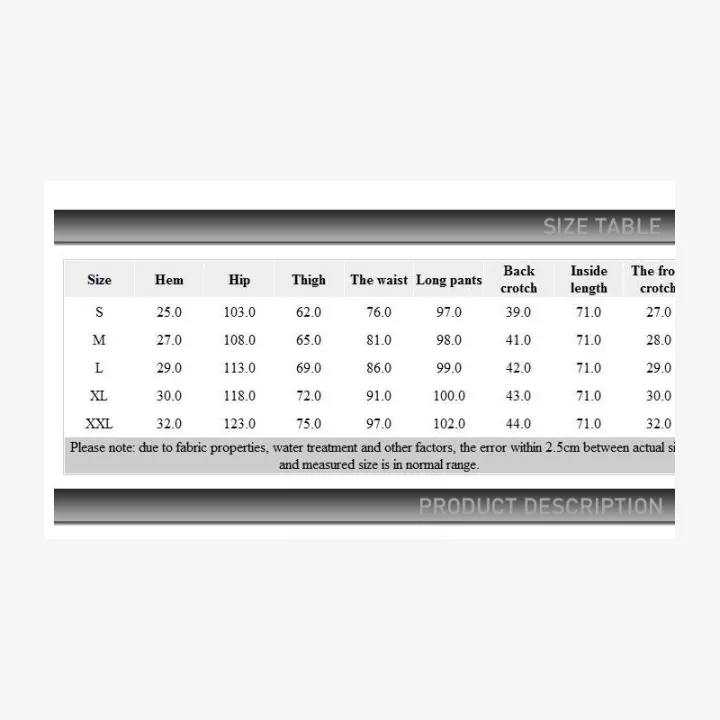 SIZE TABLE
Size Hem Hip Thigh The waist Long pants Back crotch Inside length The fro crotch
S 25.0 103.0 62.0 76.0 97.0 39.0 71.0 27.0
M 27.0 108.0 65.0 81.0 98.0 41.0 71.0 28.0
L 29.0 113.0 69.0 86.0 99.0 42.0 71.0 29.0
XL 30.0 118.0 72.0 91.0 100.0 43.0 71.0 30.0
XXL 32.0 123.0 75.0 97.0 102.0 44.0 71.0 32.0
Please note: due to fabric properties, water treatment and other factors, the error within 2.5cm between actual si
and measured size is in normal range.
PRODUCT DESCRIPTION